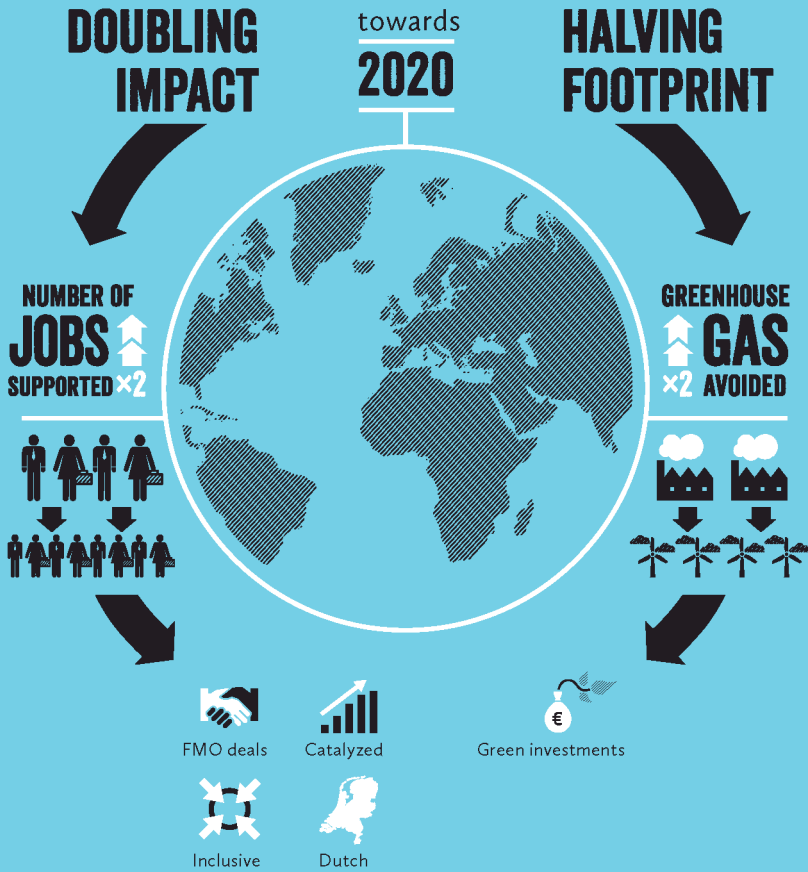 DOUBLING
IMPACT
towards
2020
HALVING
FOOTPRINT
NUMBER OF
JOBS
SUPPORTED ×2
GREENHOUSE
GAS
×2 AVOIDED
FMO deals
Catalyzed
€
Green investments
Inclusive
Dutch